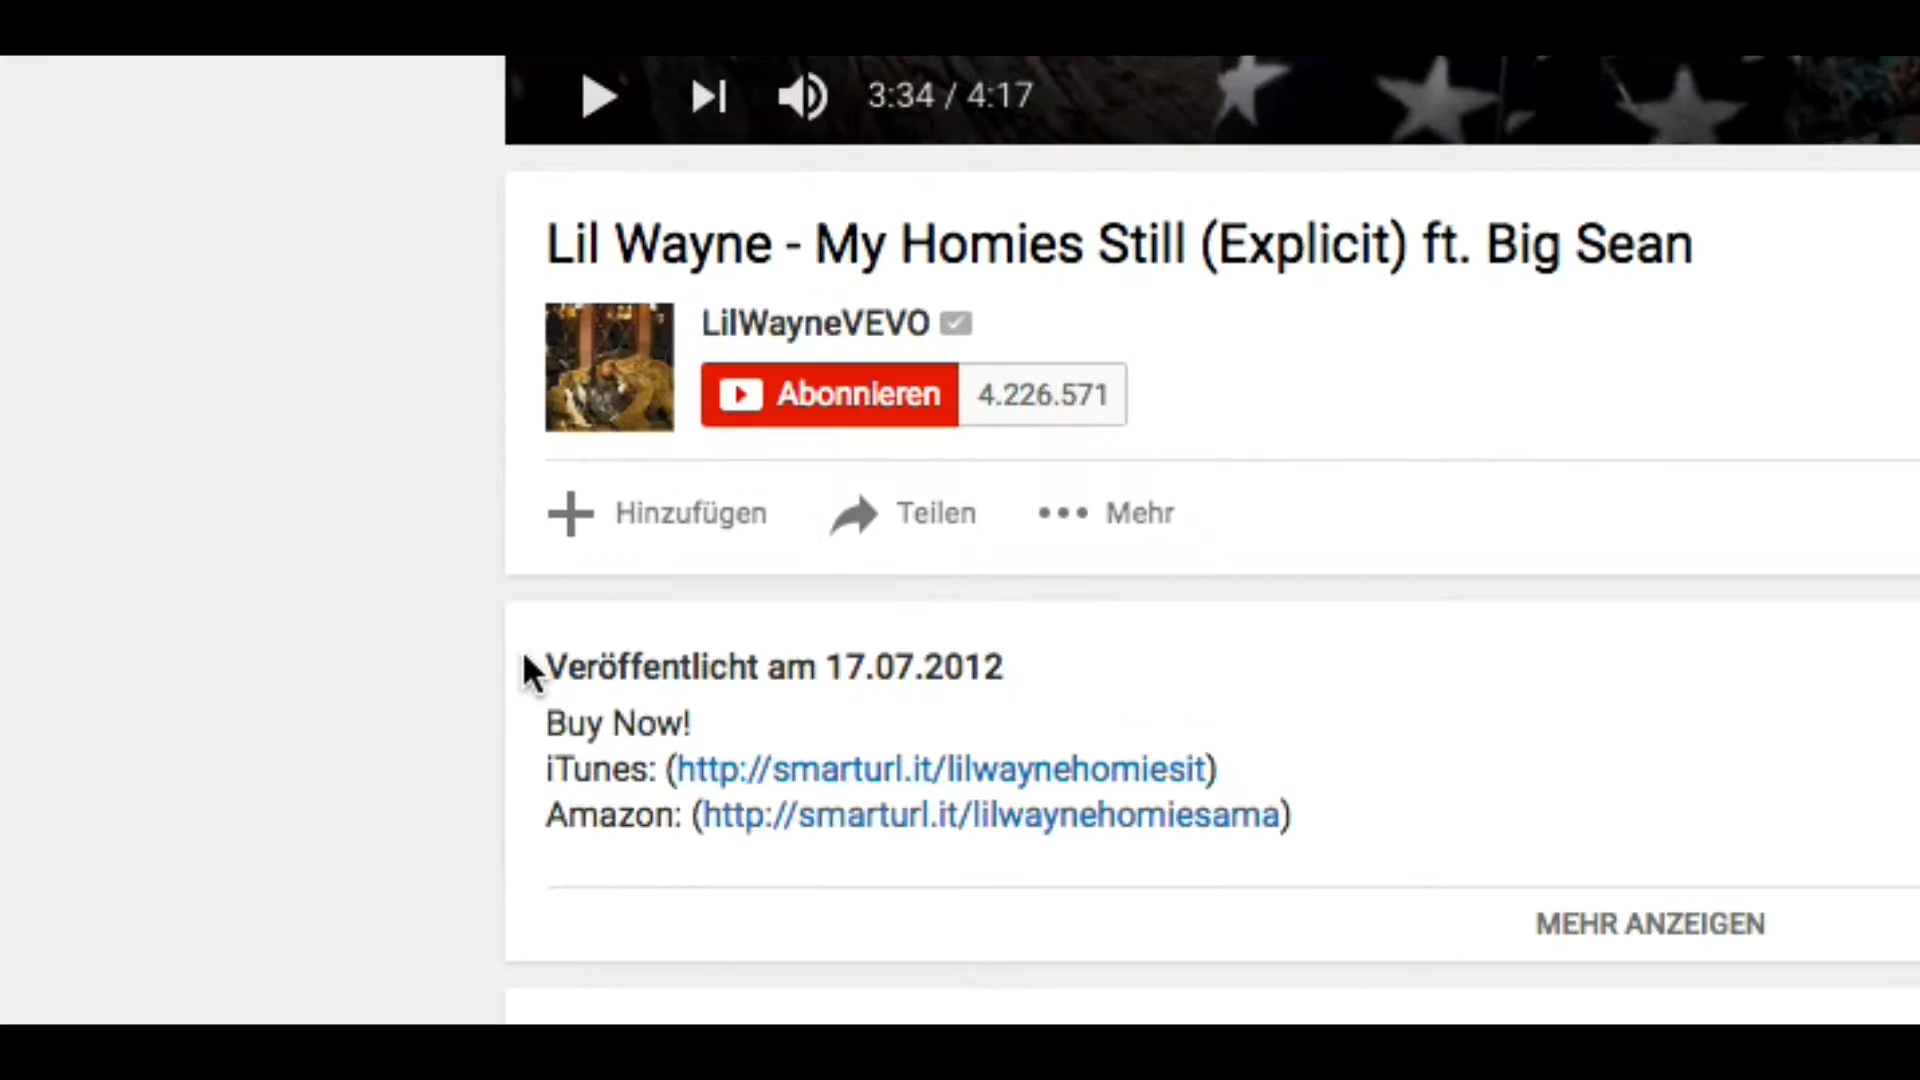 3:34 / 4:17
Lil Wayne - My Homies Still (Explicit) ft. Big Sean
LilWayneVEVO
Abonnieren 4.226.571
Hinzufügen Teilen Mehr
Veröffentlicht am 17.07.2012
Buy Now!
iTunes: (http://smarturl.it/lilwaynehomiesit)
Amazon: (http://smarturl.it/lilwaynehomiesama)
MEHR ANZEIGEN